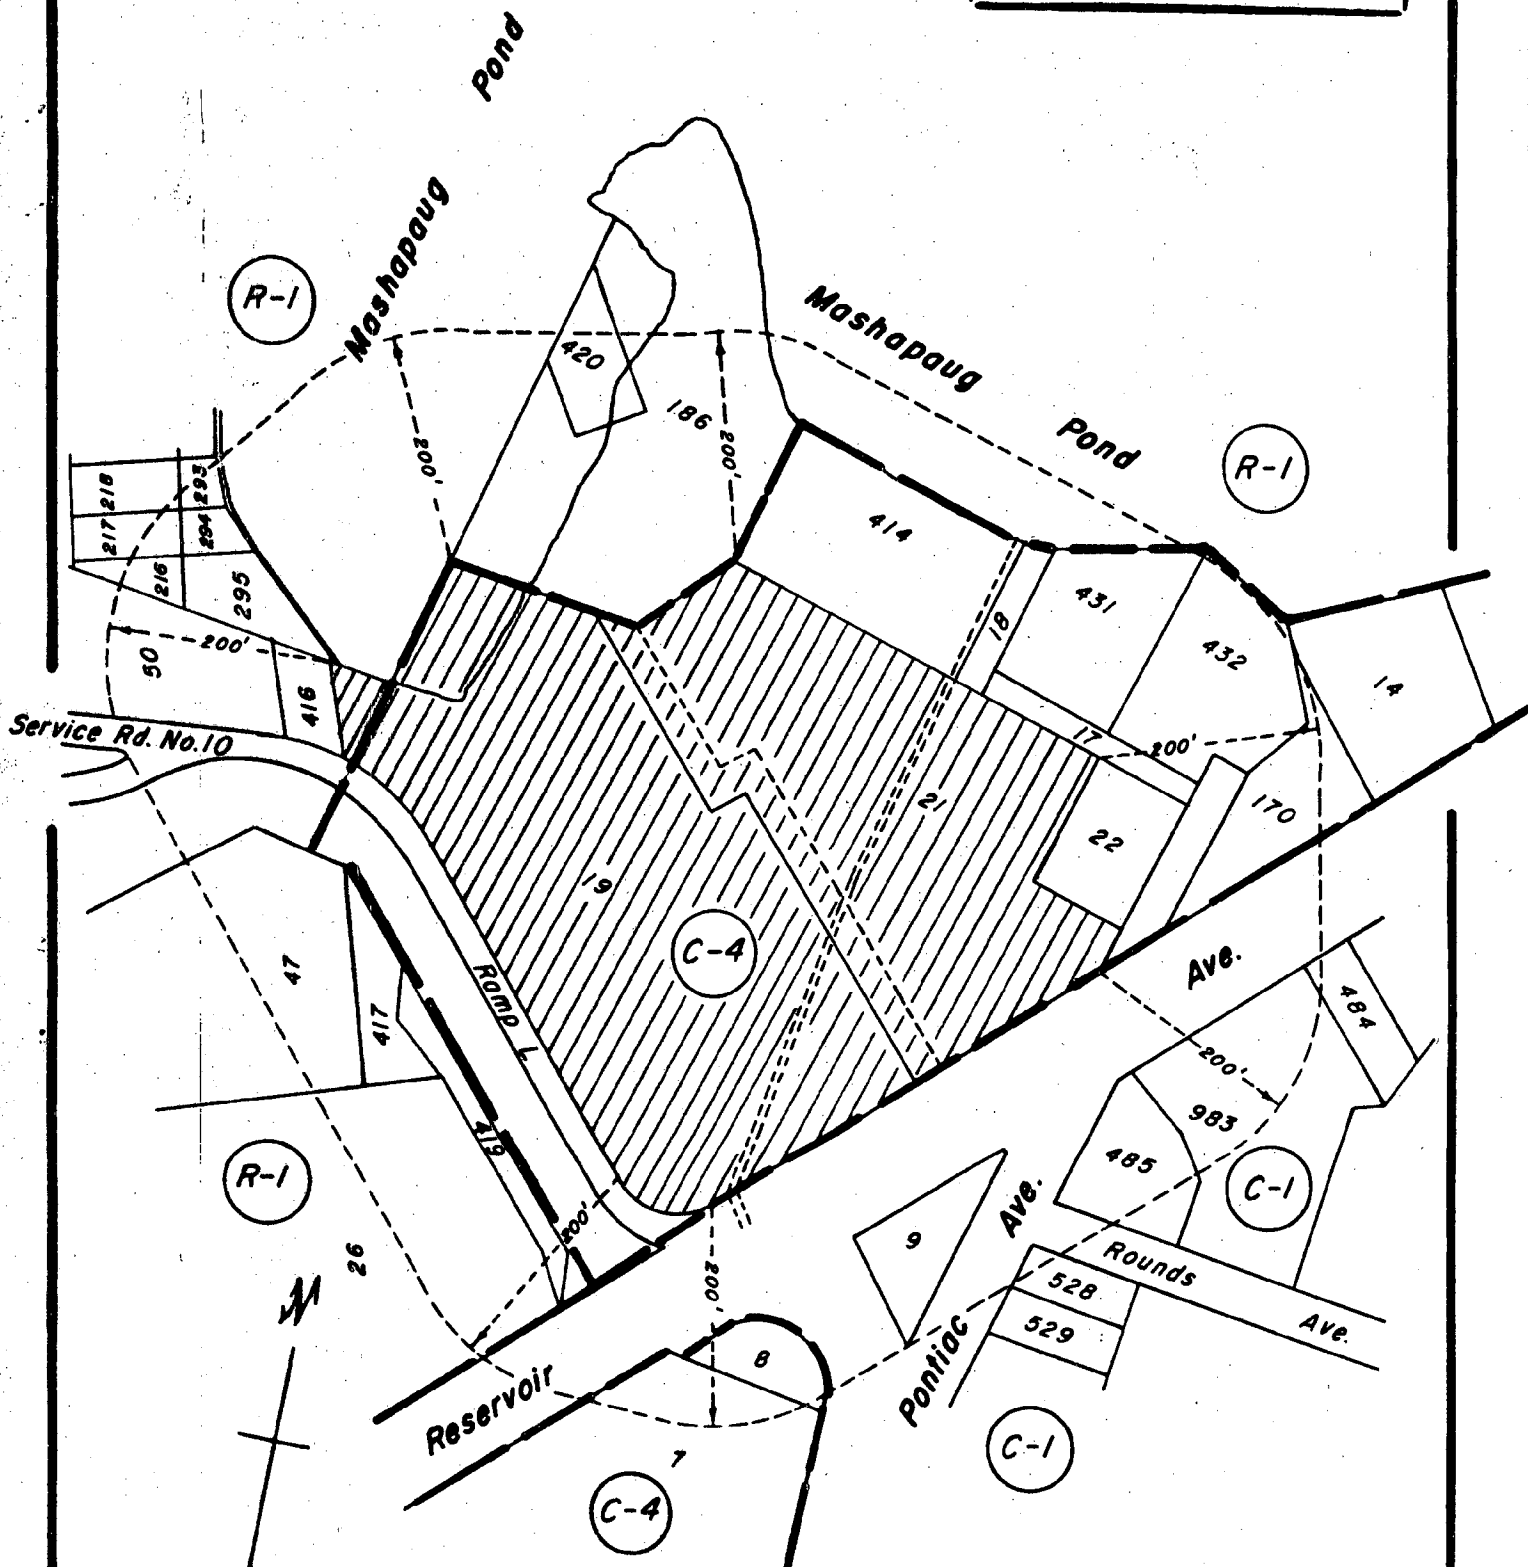 Pond
Mashapaug
R-1
Mashapaug
Pond
R-1
420
186
200'
200'
414
218
293
217
294
216
295
200'
50
416
18
431
432
14
Service Rd. No. 10
17
200'
21
170
22
19
C-4
47
417
Ramp L
Ave.
484
200'
983
485
C-1
419
R-1
200'
26
N
200'
9
Ave.
Rounds
528
529
Ave.
8
Pontiac
Reservoir
7
C-4
C-1